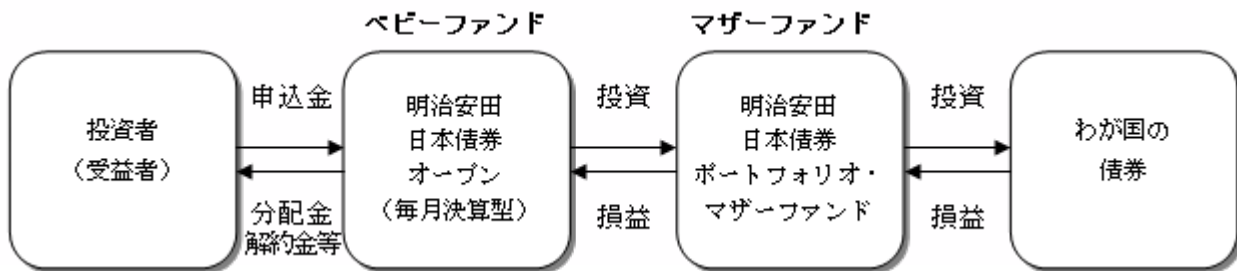 ベビーファンド
マザーファンド
投資者
(受益者)
申込金
分配金
解約金等
明治安田
日本債券
オープン
(毎月決算型)
投資
損益
明治安田
日本債券
ポートフォリオ・
マザーファンド
投資
損益
わが国の
債券